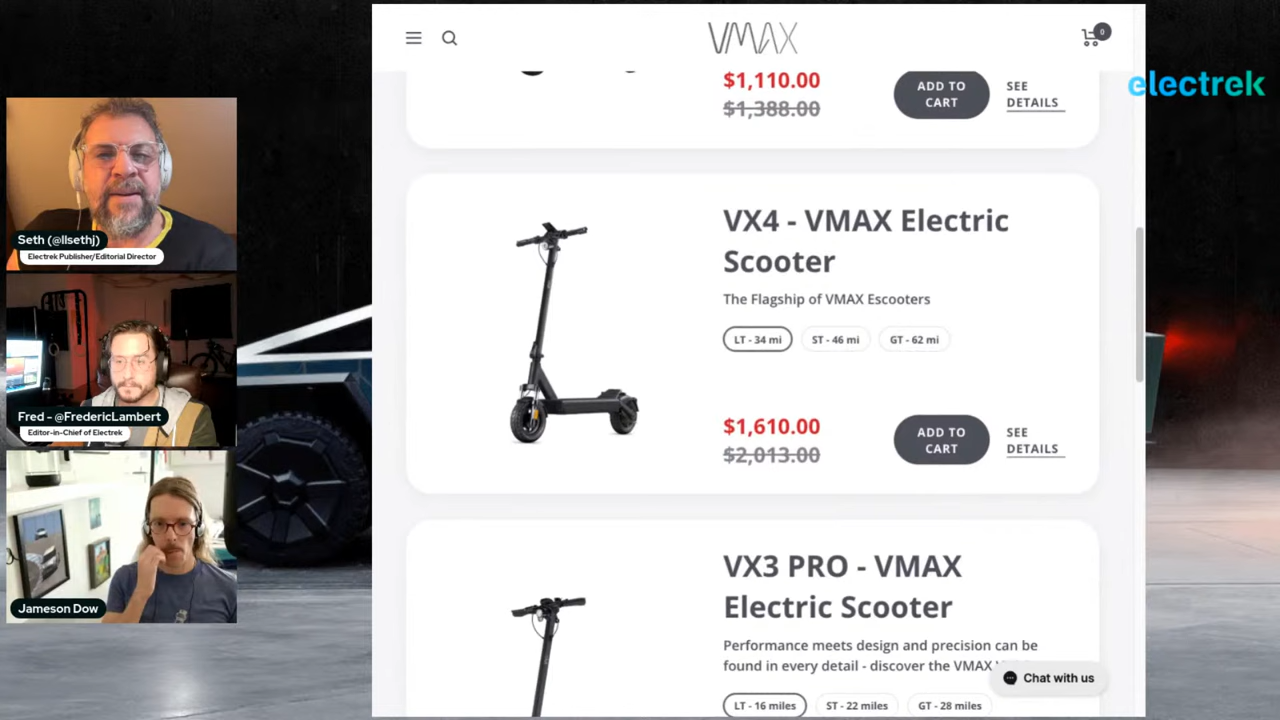 VMAX
0
electrek
$1,110.00
$1,388.00
ADD TO
CART
SEE
DETAILS
Seth (@llsethj)
Electrek Publisher/Editorial Director
VX4 - VMAX Electric
Scooter
The Flagship of VMAX Escooters
LT - 34 mi
ST - 46 mi
GT - 62 mi
$1,610.00
$2,013.00
ADD TO
CART
SEE
DETAILS
Fred - @FredericLambert
Editor-in-Chief of Electrek
VX3 PRO - VMAX
Electric Scooter
Performance meets design and precision can be
found in every detail - discover the VMAX
LT - 16 miles
ST - 22 miles
GT - 28 miles
Chat with us
Jameson Dow